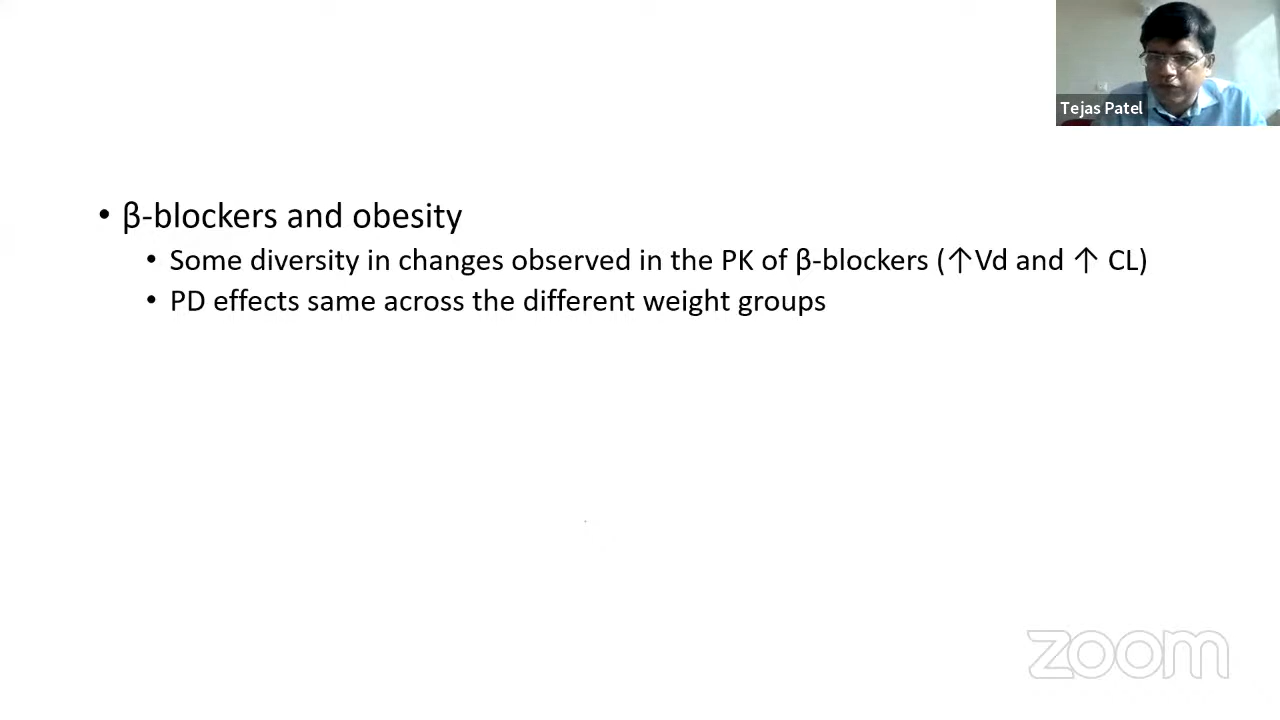 Tejas Patel
• β-blockers and obesity
• Some diversity in changes observed in the PK of β-blockers (↑Vd and ↑ CL)
• PD effects same across the different weight groups
zoom